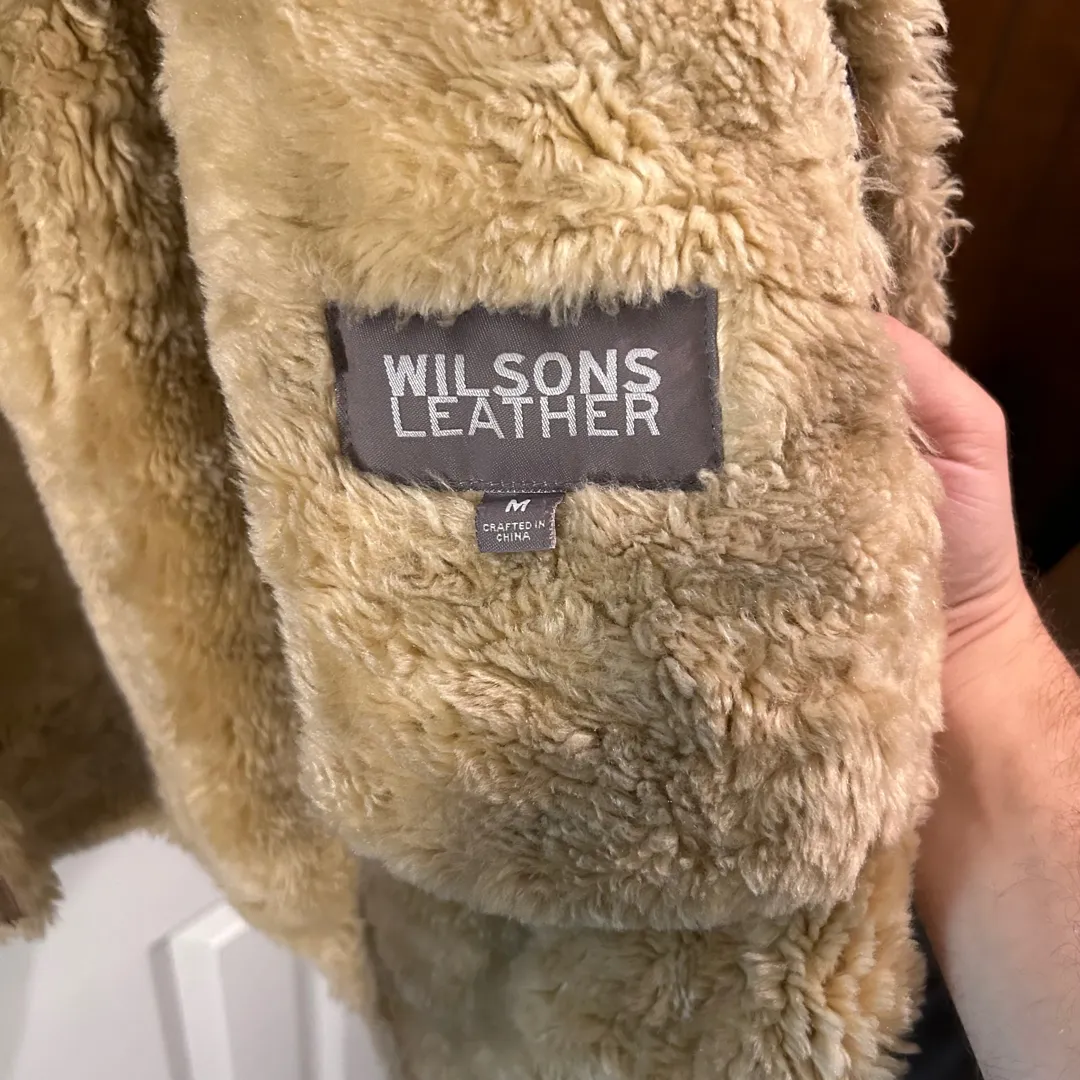 WILSONS
LEATHER
M
CRAFTED IN
CHINA